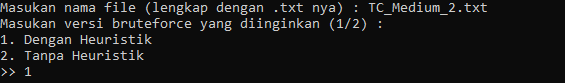 Masukan nama file (lengkap dengan .txt nya) : TC_Medium_2.txt
Masukan versi bruteforce yang diinginkan (1/2) :
1. Dengan Heuristik
2. Tanpa Heuristik
>> 1